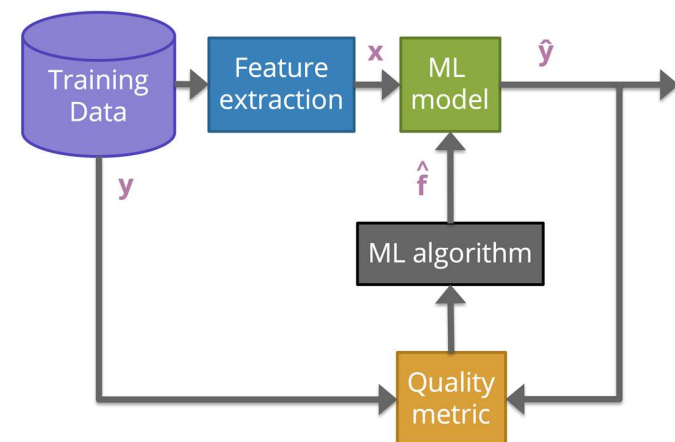 Training
Data
Feature
extraction
x
ML
model
ŷ
y
f̂
ML algorithm
Quality
metric